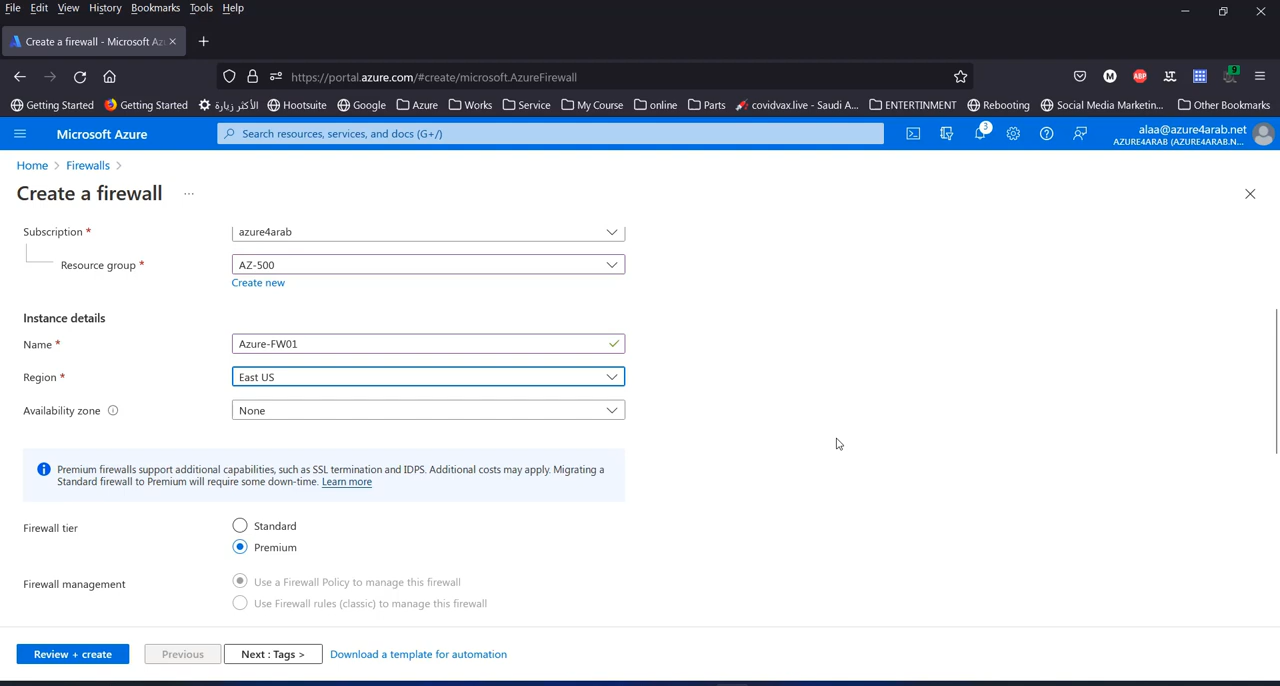 File Edit View History Bookmarks Tools Help
Create a firewall - Microsoft Az
https://portal.azure.com/#create/microsoft.AzureFirewall
M ABP 9
Getting Started Getting Started الأكثر زيارة Hootsuite Google Azure Works Service My Course online Parts covidvax.live - Saudi A... ENTERTINMENT Rebooting Social Media Marketin... Other Bookmarks
Microsoft Azure Search resources, services, and docs (G+/) 3 alaa@azure4arab.net
AZURE4ARAB (AZURE4ARAB.N...
Home > Firewalls >
Create a firewall ...
Subscription * azure4arab
Resource group * AZ-500
Create new
Instance details
Name * Azure-FW01
Region * East US
Availability zone None
Premium firewalls support additional capabilities, such as SSL termination and IDPS. Additional costs may apply. Migrating a
Standard firewall to Premium will require some down-time. Learn more
Firewall tier Standard
Premium
Firewall management Use a Firewall Policy to manage this firewall
Use Firewall rules (classic) to manage this firewall
Review + create Previous Next : Tags > Download a template for automation